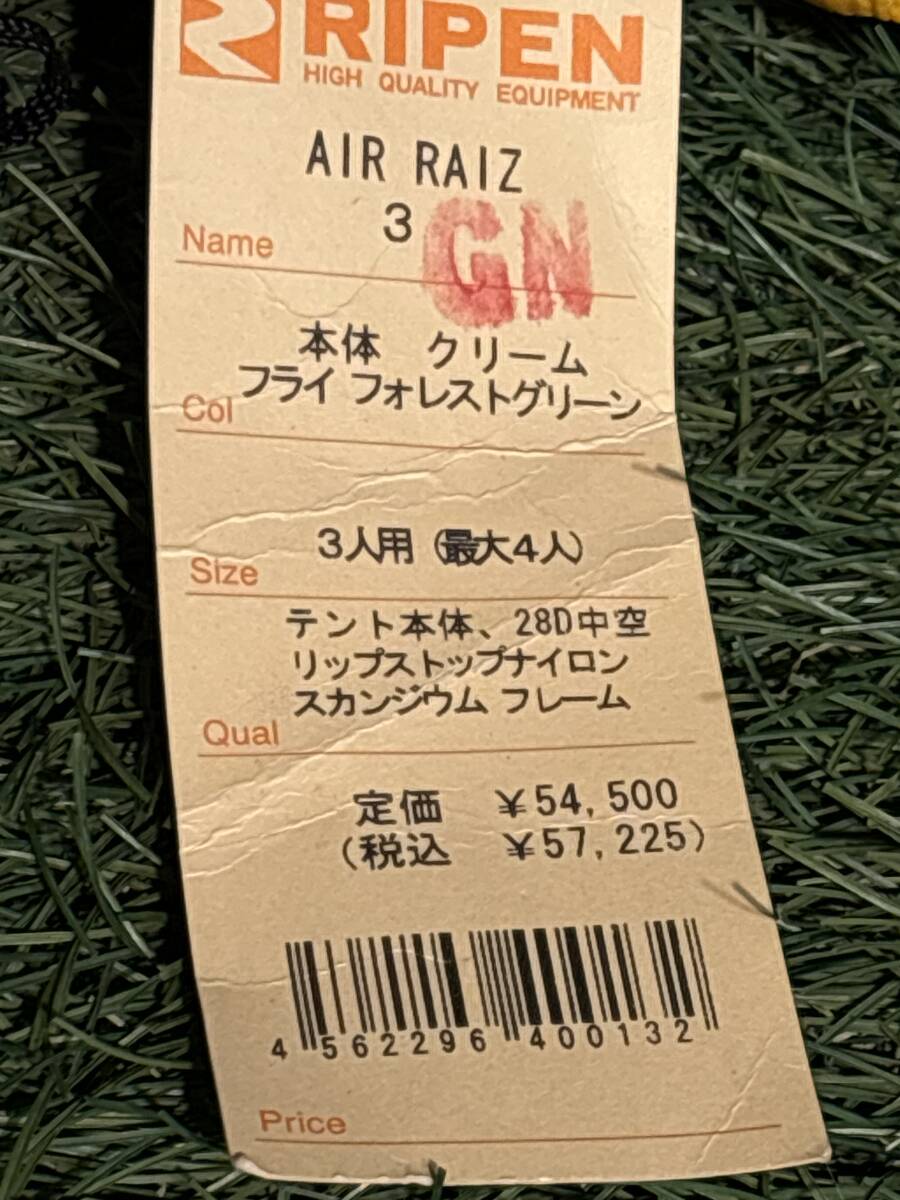 RIPEN
HIGH QUALITY EQUIPMENT
AIR RAIZ
3 GN
Name
本体 クリーム
フライ フォレストグリーン
Col
3人用（最大4人）
Size
テント本体、28D中空
リップストップナイロン
スカンジウム フレーム
Qual
定価 ￥54,500
（税込 ￥57,225）
4 562296 400132
Price